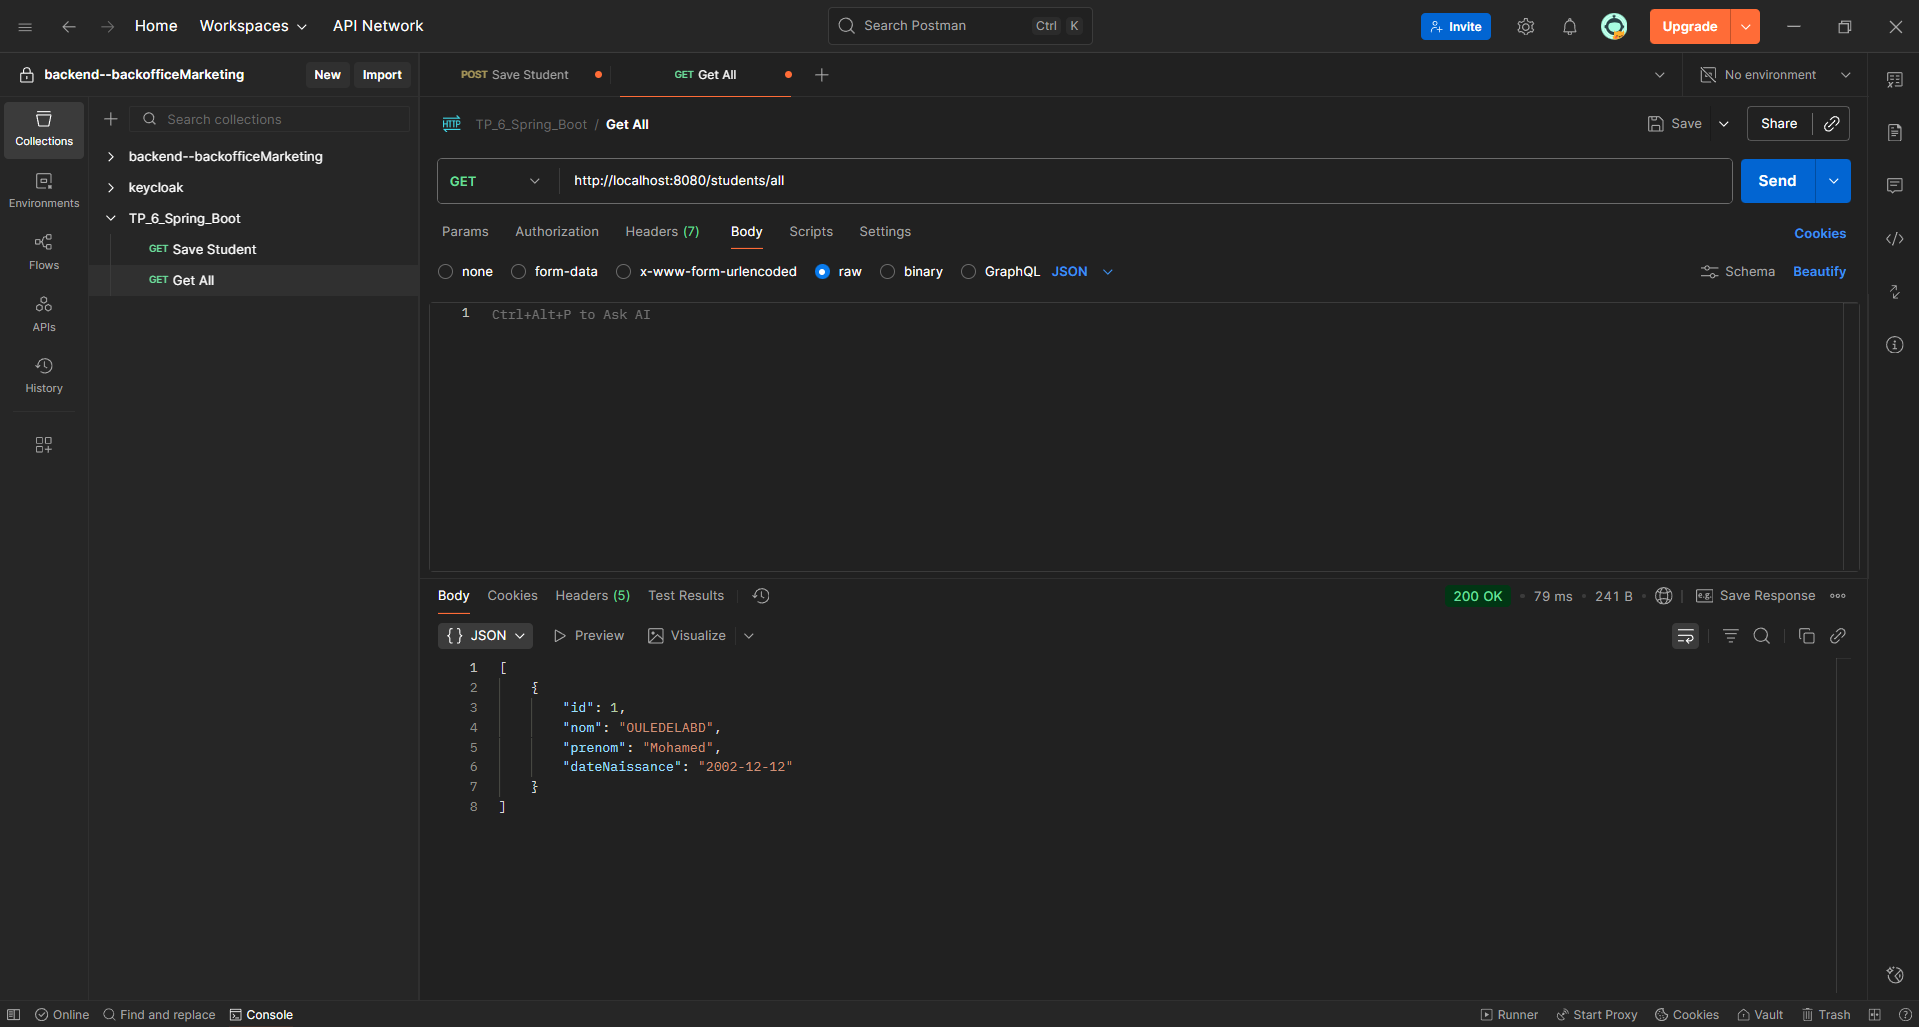 Home Workspaces API Network Search Postman Ctrl K Invite Upgrade
backend--backofficeMarketing New Import POST Save Student GET Get All No environment
Collections
Environments
Flows
APIs
History
Search collections
backend--backofficeMarketing
keycloak
TP_6_Spring_Boot
GET Save Student
GET Get All
HTTP TP_6_Spring_Boot / Get All Save Share
GET http://localhost:8080/students/all Send
Params Authorization Headers (7) Body Scripts Settings Cookies
none form-data x-www-form-urlencoded raw binary GraphQL JSON Schema Beautify
1 Ctrl+Alt+P to Ask AI
Body Cookies Headers (5) Test Results 200 OK • 79 ms • 241 B • e.g. Save Response
{} JSON Preview Visualize
1 [
2 {
3 "id": 1,
4 "nom": "OULEDELABD",
5 "prenom": "Mohamed",
6 "dateNaissance": "2002-12-12"
7 }
8 ]
Online Find and replace Console Runner Start Proxy Cookies Vault Trash